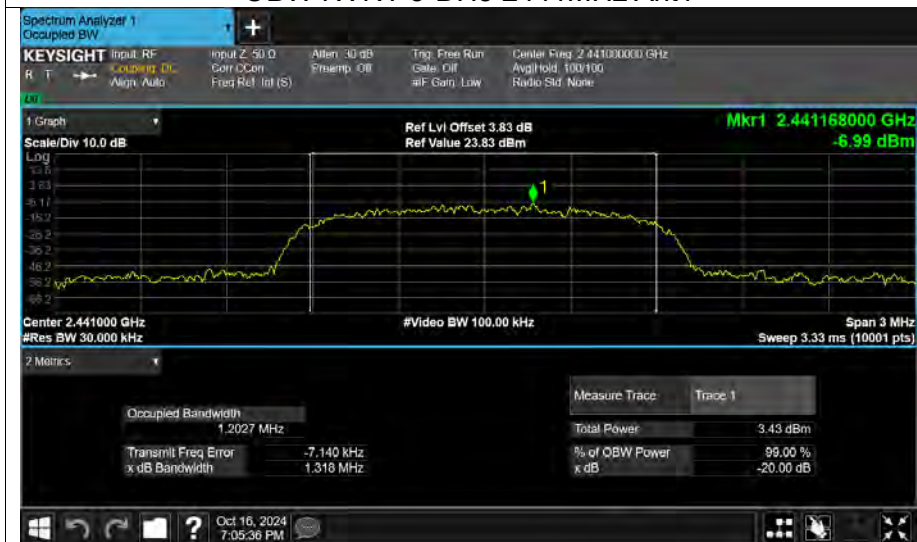 Spectrum Analyzer 1
Occupied BW
+
KEYSIGHT Input: RF
R T Coupling: DC
Align: Auto
Input Z: 50 Ω
Corr CCorr
Freq Ref: Int (S)
Atten: 30 dB
Preamp: Off
Trig: Free Run
Gate: Off
#IF Gain: Low
Center Freq: 2.441000000 GHz
Avg|Hold: 100/100
Radio Std: None
1 Graph
Scale/Div 10.0 dB
Ref Lvl Offset 3.83 dB
Ref Value 23.83 dBm
Mkr1 2.441168000 GHz
-6.99 dBm
Log
13.8
3.83
-6.17
-16.2
-26.2
-36.2
-46.2
-56.2
-66.2
1
Center 2.441000 GHz
#Video BW 100.00 kHz
Span 3 MHz
#Res BW 30.000 kHz
Sweep 3.33 ms (10001 pts)
2 Metrics
Measure Trace Trace 1
Occupied Bandwidth
1.2027 MHz
Total Power 3.43 dBm
Transmit Freq Error -7.140 kHz
% of OBW Power 99.00 %
x dB Bandwidth 1.318 MHz
x dB -20.00 dB
?
Oct 16, 2024
7:05:36 PM